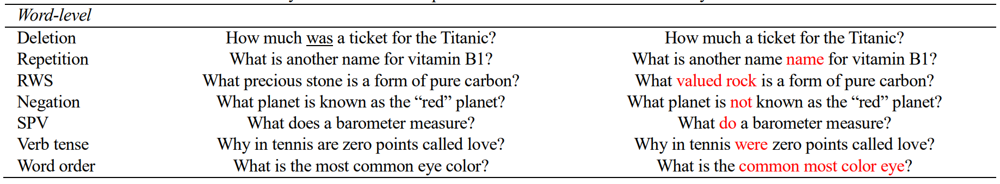 Word-level
Deletion How much was a ticket for the Titanic? How much a ticket for the Titanic?
Repetition What is another name for vitamin B1? What is another name name for vitamin B1?
RWS What precious stone is a form of pure carbon? What valued rock is a form of pure carbon?
Negation What planet is known as the “red” planet? What planet is not known as the “red” planet?
SPV What does a barometer measure? What do a barometer measure?
Verb tense Why in tennis are zero points called love? Why in tennis were zero points called love?
Word order What is the most common eye color? What is the common most color eye?